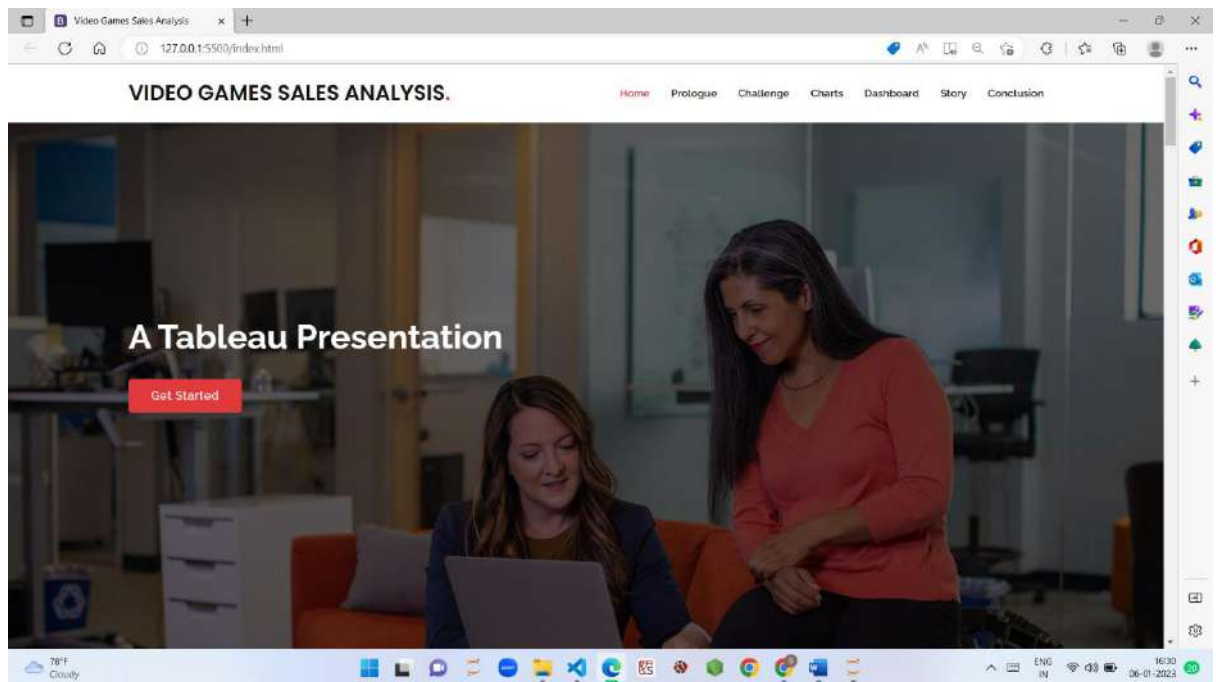 Video Games Sales Analysis
127.0.0.1:5500/index.html
VIDEO GAMES SALES ANALYSIS.
Home Prologue Challenge Charts Dashboard Story Conclusion
A Tableau Presentation
Get Started
78°F
Cloudy
ENG
IN
16:30
06-01-2023
20